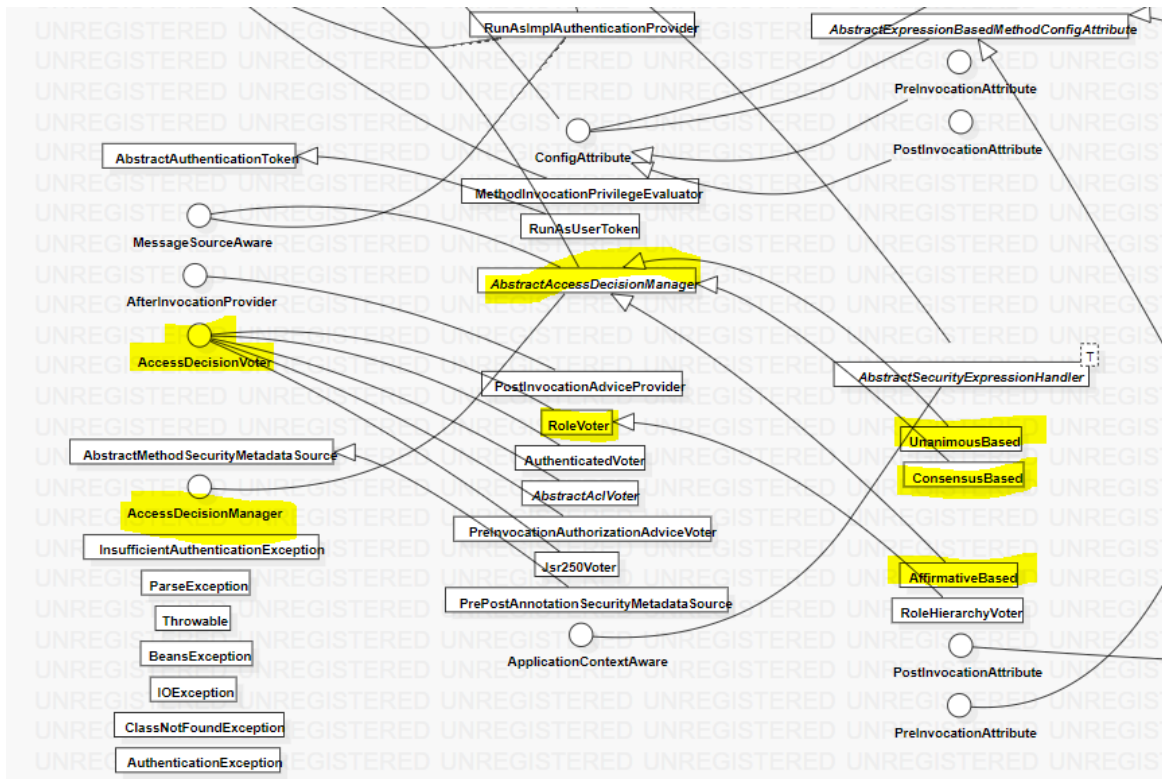 RunAsImplAuthenticationProvider
AbstractExpressionBasedMethodConfigAttribute
PreInvocationAttribute
PostInvocationAttribute
ConfigAttribute
AbstractAuthenticationToken
MethodInvocationPrivilegeEvaluator
RunAsUserToken
MessageSourceAware
AbstractAccessDecisionManager
AfterInvocationProvider
AccessDecisionVoter
T
AbstractSecurityExpressionHandler
PostInvocationAdviceProvider
RoleVoter
UnanimousBased
AbstractMethodSecurityMetadataSource
AuthenticatedVoter
ConsensusBased
AbstractAclVoter
AccessDecisionManager
PreInvocationAuthorizationAdviceVoter
InsufficientAuthenticationException
Jsr250Voter
AffirmativeBased
ParseException
PrePostAnnotationSecurityMetadataSource
RoleHierarchyVoter
Throwable
BeansException
ApplicationContextAware
PostInvocationAttribute
IOException
ClassNotFoundException
PreInvocationAttribute
AuthenticationException
UNREGISTERED